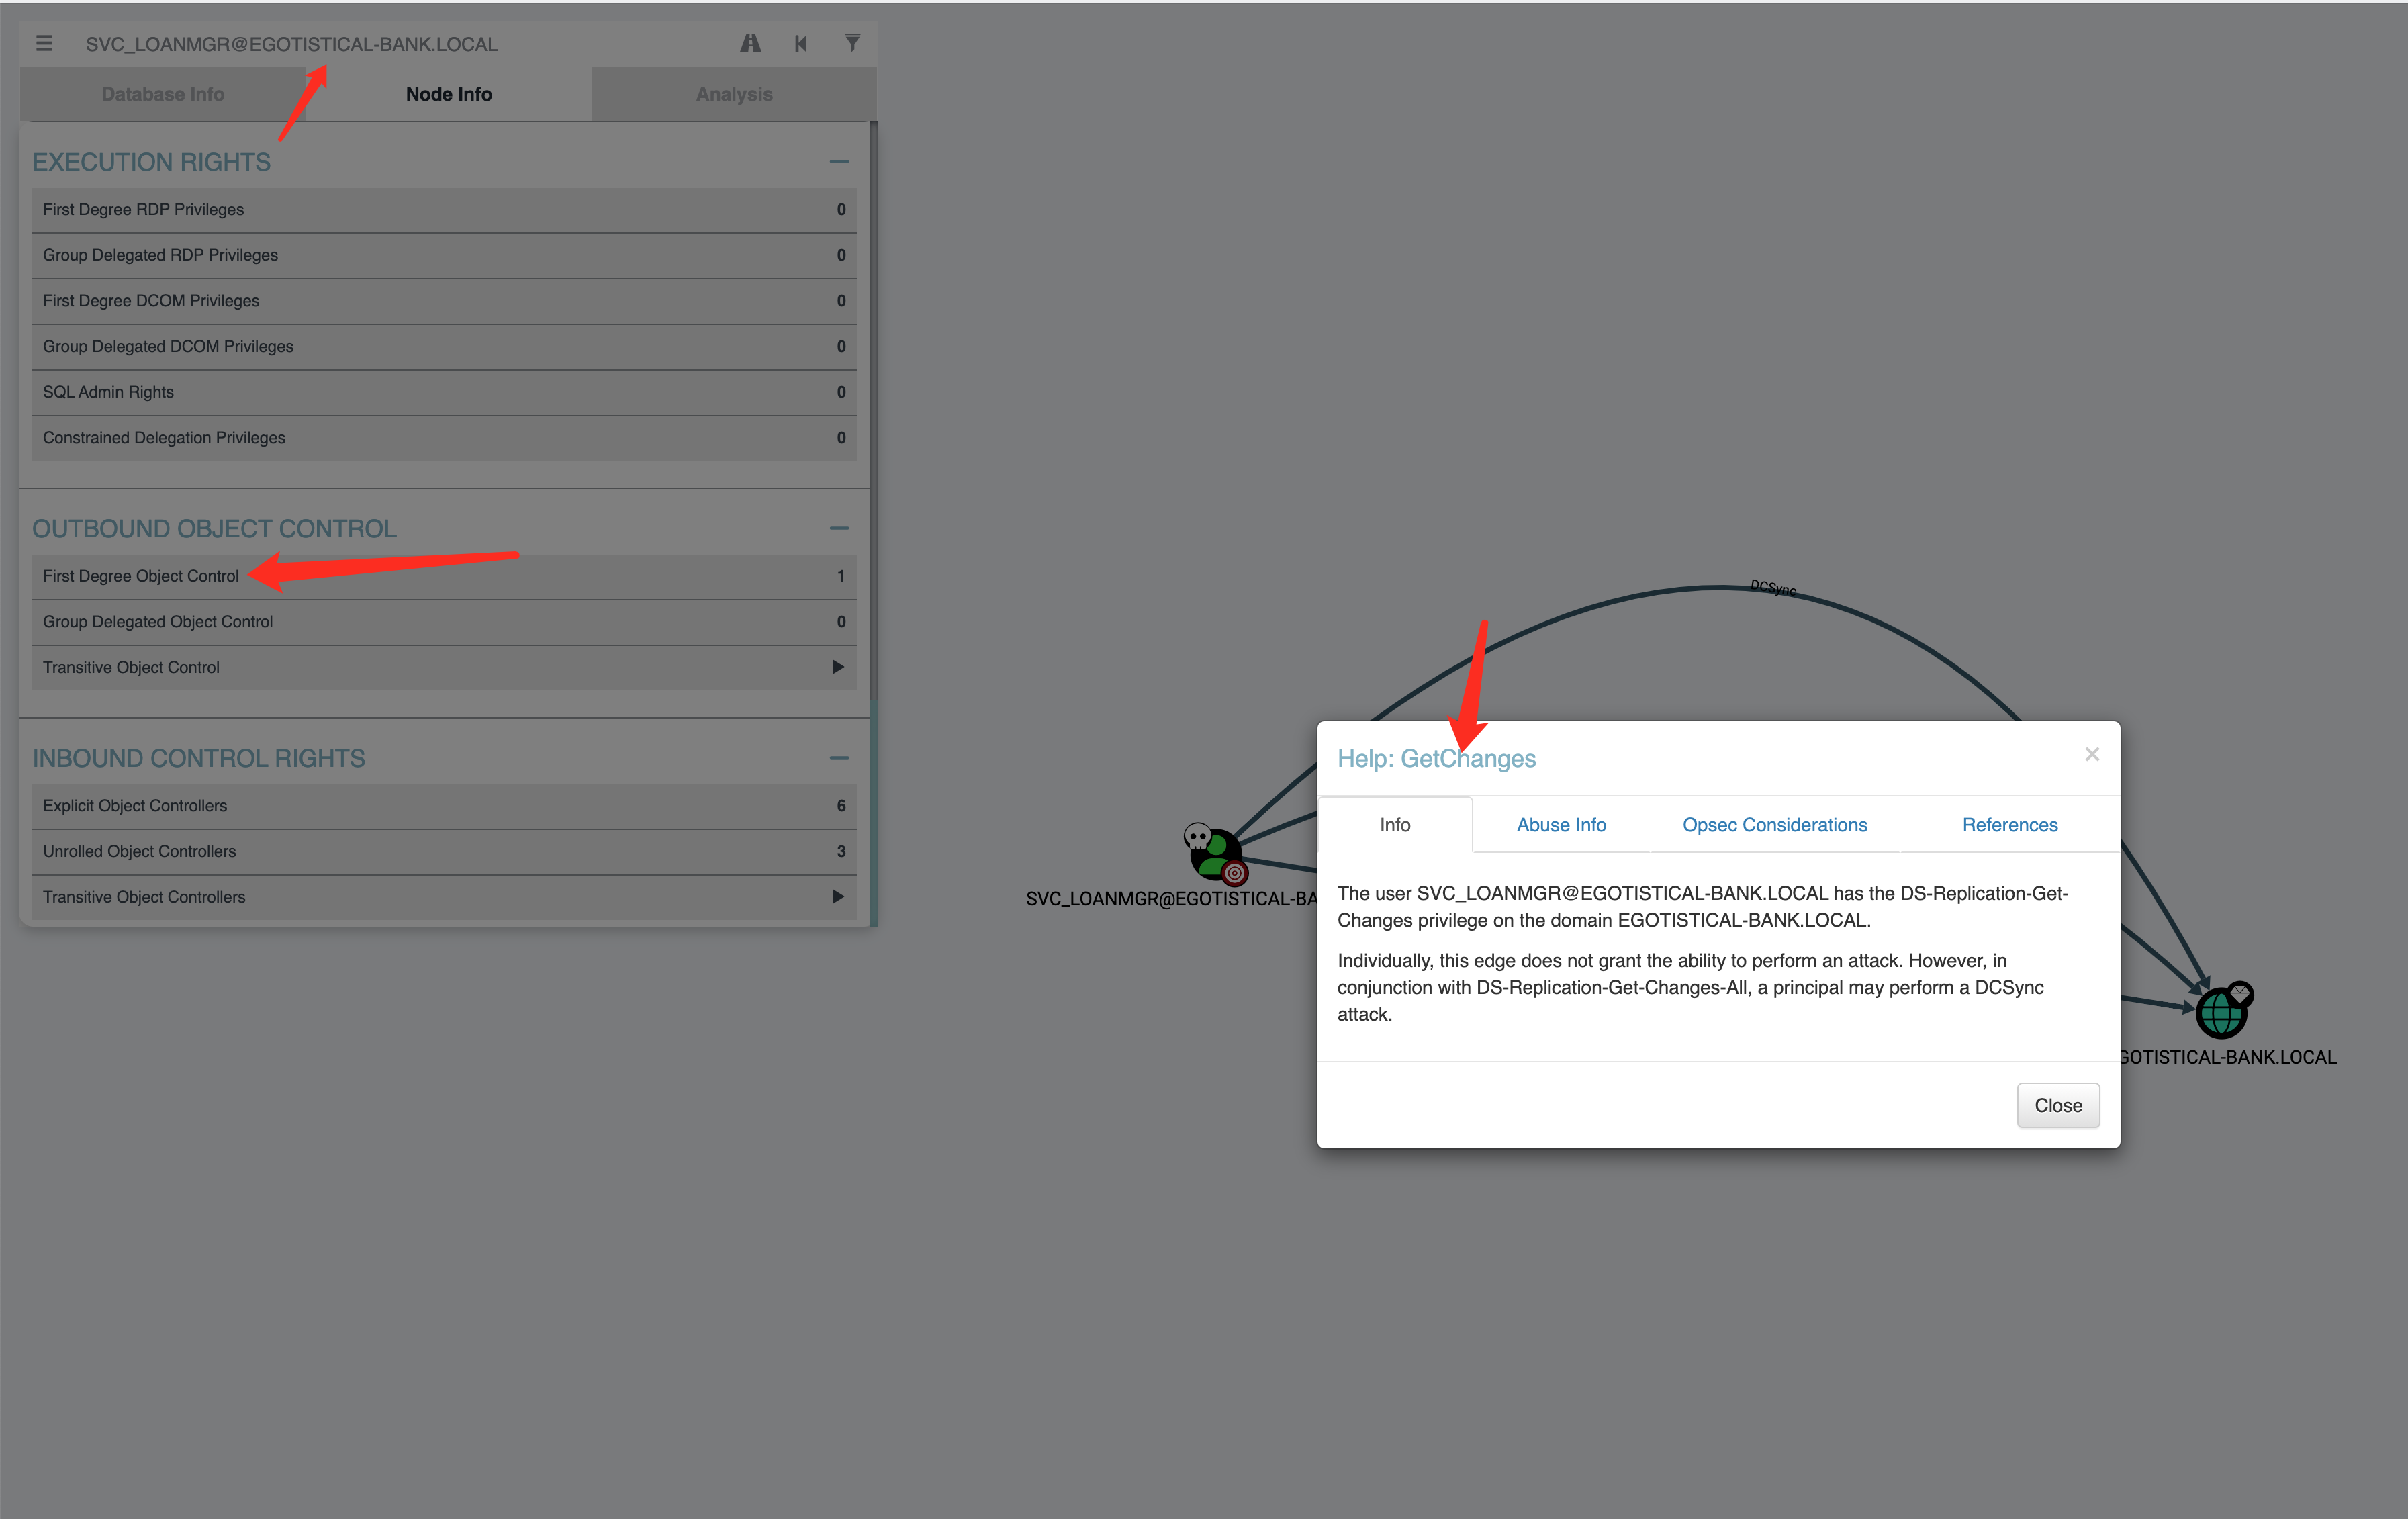 SVC_LOANMGR@EGOTISTICAL-BANK.LOCAL
Database Info
Node Info
Analysis
EXECUTION RIGHTS
First Degree RDP Privileges 0
Group Delegated RDP Privileges 0
First Degree DCOM Privileges 0
Group Delegated DCOM Privileges 0
SQL Admin Rights 0
Constrained Delegation Privileges 0
OUTBOUND OBJECT CONTROL
First Degree Object Control 1
Group Delegated Object Control 0
Transitive Object Control
INBOUND CONTROL RIGHTS
Explicit Object Controllers 6
Unrolled Object Controllers 3
Transitive Object Controllers
DCSync
SVC_LOANMGR@EGOTISTICAL-BA
GOTISTICAL-BANK.LOCAL
Help: GetChanges
×
Info
Abuse Info
Opsec Considerations
References
The user SVC_LOANMGR@EGOTISTICAL-BANK.LOCAL has the DS-Replication-Get-
Changes privilege on the domain EGOTISTICAL-BANK.LOCAL.
Individually, this edge does not grant the ability to perform an attack. However, in
conjunction with DS-Replication-Get-Changes-All, a principal may perform a DCSync
attack.
Close